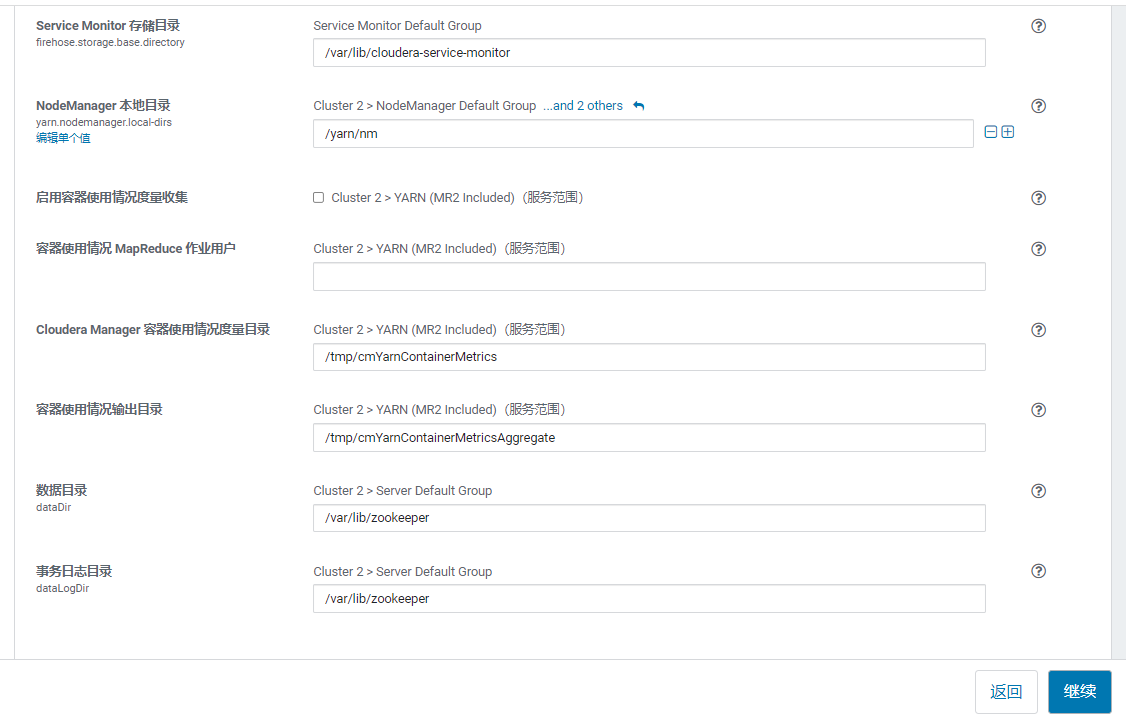 Service Monitor 存储目录
Service Monitor Default Group
firehose.storage.base.directory
/var/lib/cloudera-service-monitor
NodeManager 本地目录
Cluster 2 > NodeManager Default Group ...and 2 others
yarn.nodemanager.local-dirs
编辑单个值
/yarn/nm
启用容器使用情况度量收集
Cluster 2 > YARN (MR2 Included)（服务范围）
容器使用情况 MapReduce 作业用户
Cluster 2 > YARN (MR2 Included)（服务范围）
Cloudera Manager 容器使用情况度量目录
Cluster 2 > YARN (MR2 Included)（服务范围）
/tmp/cmYarnContainerMetrics
容器使用情况输出目录
Cluster 2 > YARN (MR2 Included)（服务范围）
/tmp/cmYarnContainerMetricsAggregate
数据目录
Cluster 2 > Server Default Group
dataDir
/var/lib/zookeeper
事务日志目录
Cluster 2 > Server Default Group
dataLogDir
/var/lib/zookeeper
返回
继续